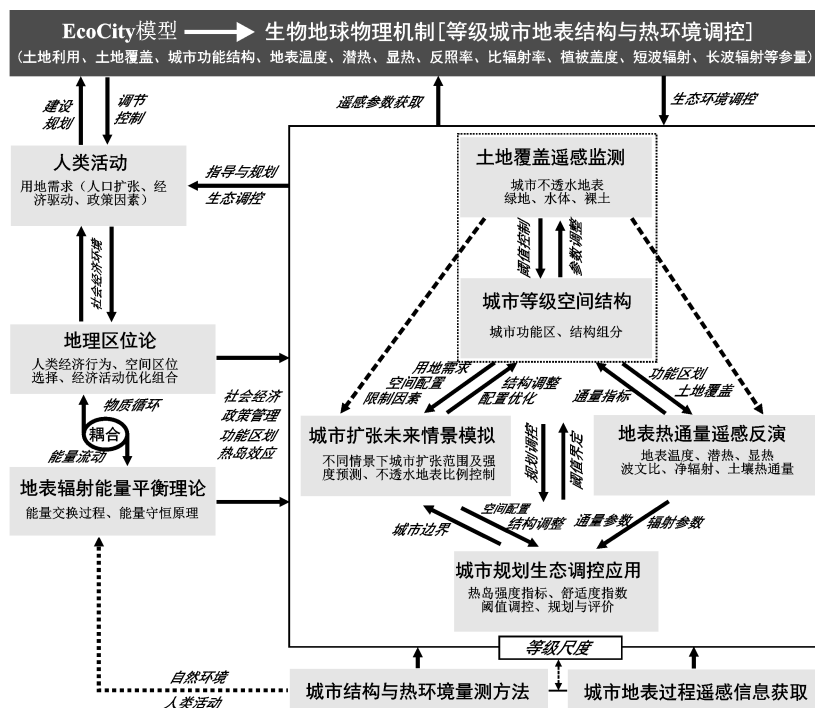 EcoCity模型 生物地球物理机制[等级城市地表结构与热环境调控]
(土地利用、土地覆盖、城市功能结构、地表温度、潜热、显热、反照率、比辐射率、植被盖度、短波辐射、长波辐射等参量)
建设
规划
调节
控制
遥感参数获取
生态环境调控
人类活动
用地需求（人口扩张、经
济驱动、政策因素）
指导与规划
生态调控
土地覆盖遥感监测
城市不透水地表
绿地、水体、裸土
阈值控制
参数调整
社会经济环境
城市等级空间结构
城市功能区、结构组分
地理区位论
人类经济行为、空间区位
选择、经济活动优化组合
用地需求
空间配置
限制因素
结构调整
配置优化
功能区划
土地覆盖
通量指标
社会经济
政策管理
功能区划
热岛效应
物质循环
耦合
能量流动
城市扩张未来情景模拟
不同情景下城市扩张范围及强
度预测、不透水地表比例控制
规划调控
阈值界定
地表热通量遥感反演
地表温度、潜热、显热
波文比、净辐射、土壤热通量
地表辐射能量平衡理论
能量交换过程、能量守恒原理
城市边界
空间配置
结构调整
通量参数
辐射参数
城市规划生态调控应用
热岛强度指标、舒适度指数
阈值调控、规划与评价
等级尺度
自然环境
人类活动
城市结构与热环境量测方法
城市地表过程遥感信息获取